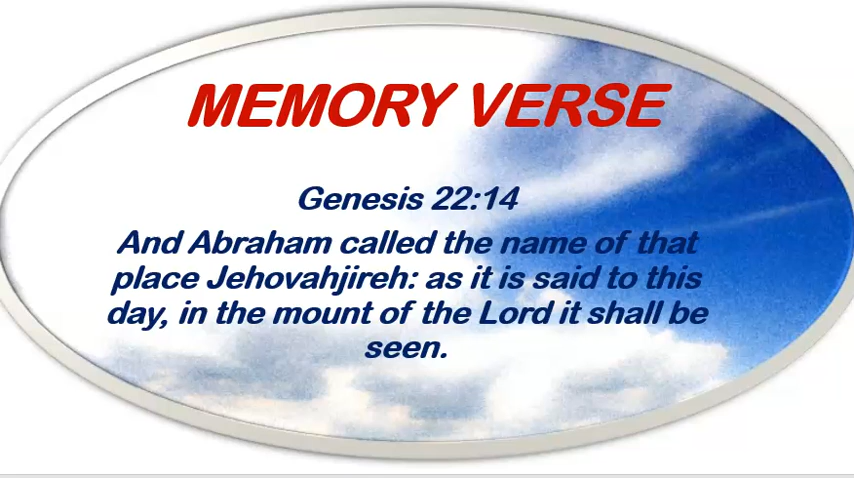 MEMORY VERSE
Genesis 22:14
And Abraham called the name of that
place Jehovahjireh: as it is said to this
day, in the mount of the Lord it shall be
seen.